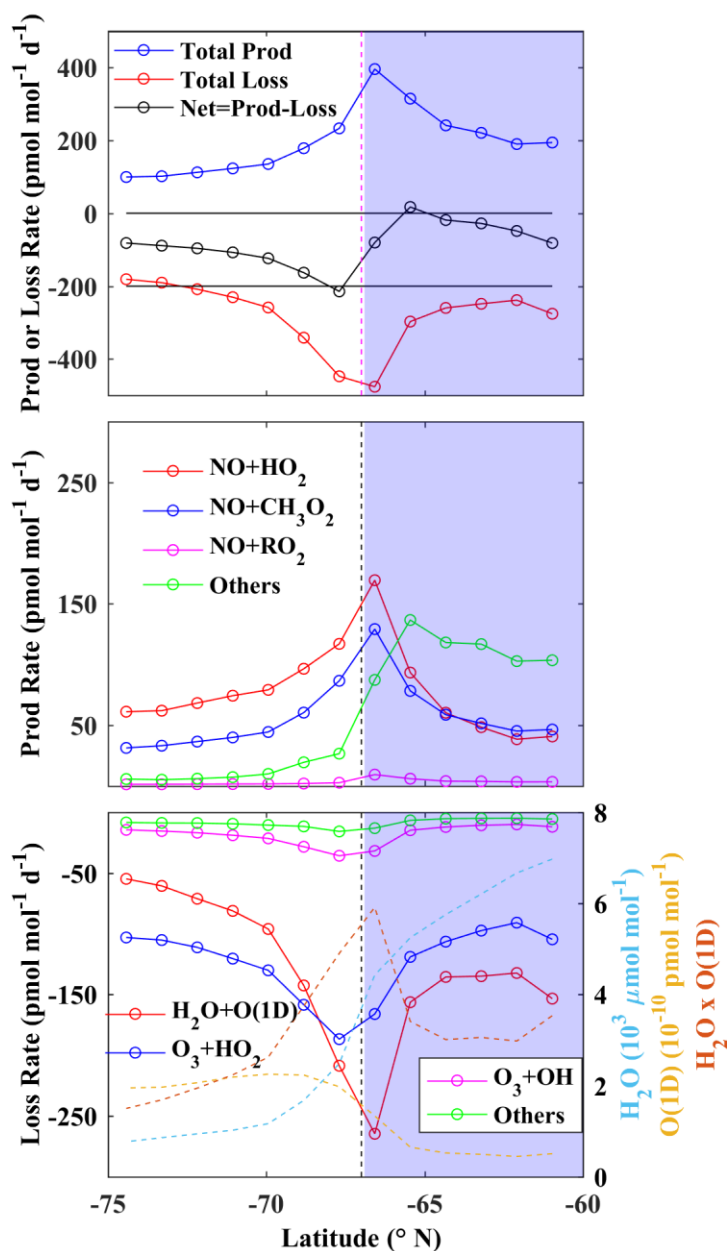 Total Prod
Total Loss
Net=Prod-Loss
400
200
0
-200
-400
Prod or Loss Rate (pmol mol⁻¹ d⁻¹)
NO+HO₂
NO+CH₃O₂
NO+RO₂
Others
250
150
50
Prod Rate (pmol mol⁻¹ d⁻¹)
-50
-150
-250
Loss Rate (pmol mol⁻¹ d⁻¹)
H₂O+O(1D)
O₃+HO₂
O₃+OH
Others
8
6
4
2
0
H₂O (10³ μmol mol⁻¹)
O(1D) (10⁻¹⁰ pmol mol⁻¹)
H₂O x O(1D)
-75 -70 -65 -60
Latitude (° N)